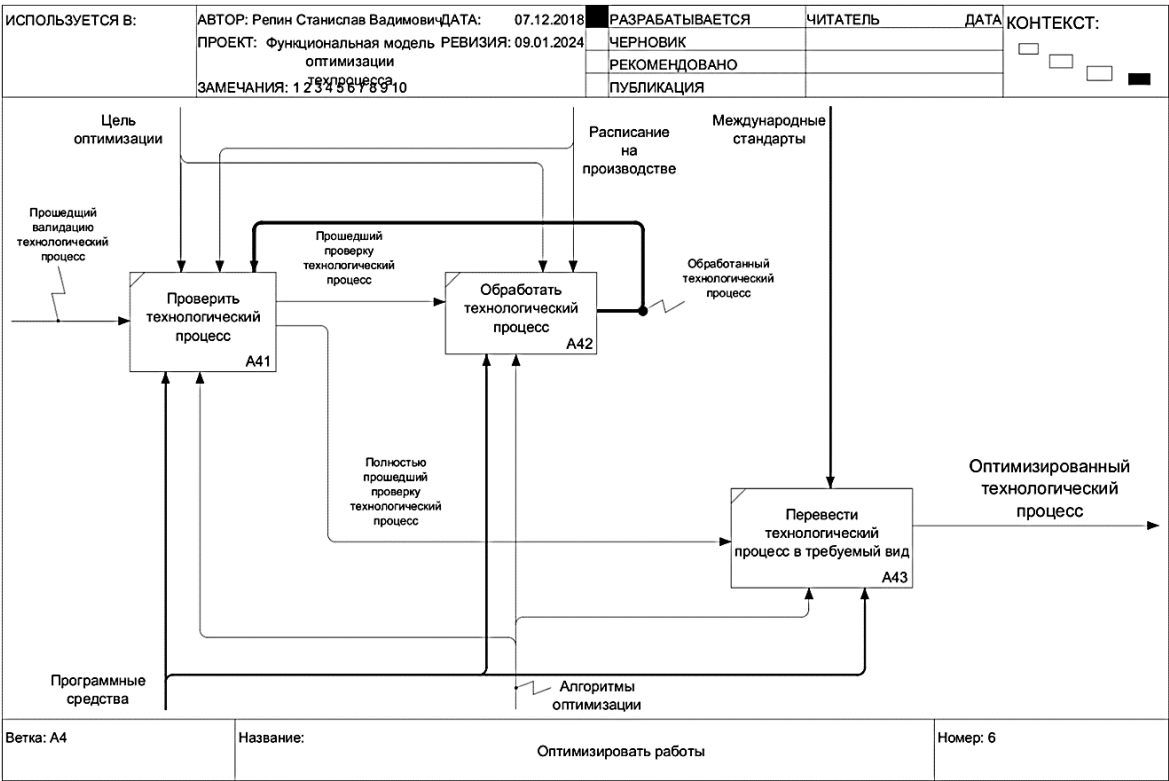 ИСПОЛЬЗУЕТСЯ В:
АВТОР: Репин Станислав Вадимович
ДАТА: 07.12.2018
ПРОЕКТ: Функциональная модель
оптимизации
техпроцесса
РЕВИЗИЯ: 09.01.2024
ЗАМЕЧАНИЯ: 1 2 3 4 5 6 7 8 9 10
РАЗРАБАТЫВАЕТСЯ
ЧЕРНОВИК
РЕКОМЕНДОВАНО
ПУБЛИКАЦИЯ
ЧИТАТЕЛЬ
ДАТА
КОНТЕКСТ:
Цель
оптимизации
Расписание
на
производстве
Международные
стандарты
Прошедщий
валидацию
технологический
процесс
Прошедший
проверку
технологический
процесс
Обработанный
технологический
процесс
Проверить
технологический
процесс
A41
Обработать
технологический
процесс
A42
Полностью
прошедший
проверку
технологический
процесс
Оптимизированный
технологический
процесс
Перевести
технологический
процесс в требуемый вид
A43
Программные
средства
Алгоритмы
оптимизации
Ветка: A4
Название:
Оптимизировать работы
Номер: 6